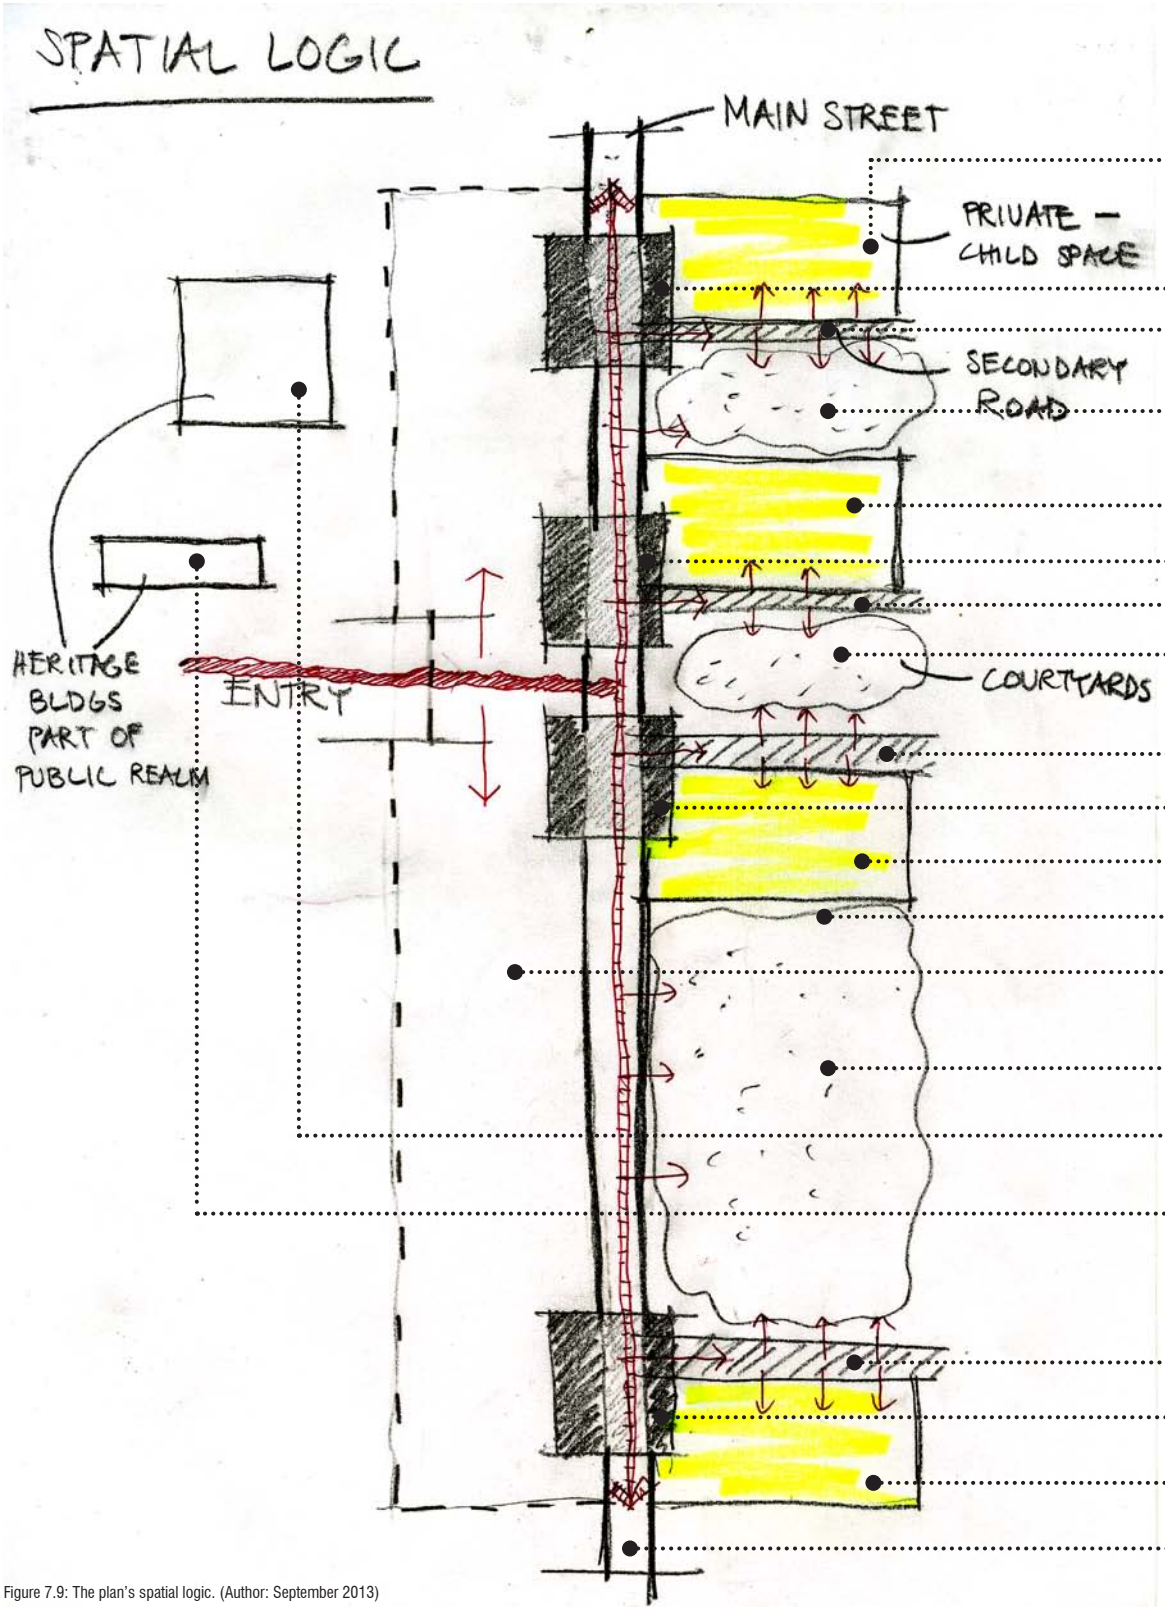 SPATIAL LOGIC
MAIN STREET
PRIVATE –
CHILD SPACE
SECONDARY
ROAD
HERITAGE
BLDGS
PART OF
PUBLIC REALM
ENTRY
COURTYARDS
Figure 7.9: The plan’s spatial logic. (Author: September 2013)